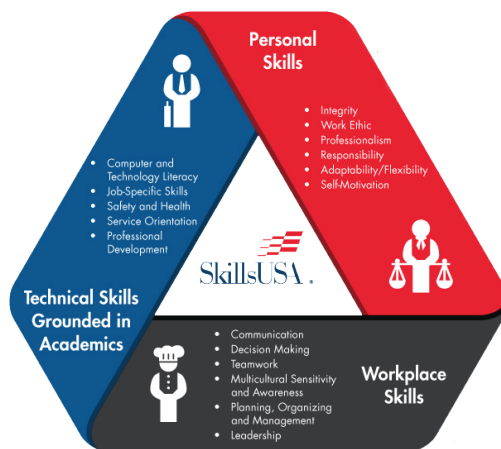 Personal
Skills
• Integrity
• Work Ethic
• Professionalism
• Responsibility
• Adaptability/Flexibility
• Self-Motivation
• Computer and
Technology Literacy
• Job-Specific Skills
• Safety and Health
• Service Orientation
• Professional
Development
Technical Skills
Grounded in
Academics
SkillsUSA®
• Communication
• Decision Making
• Teamwork
• Multicultural Sensitivity
and Awareness
• Planning, Organizing
and Management
• Leadership
Workplace
Skills